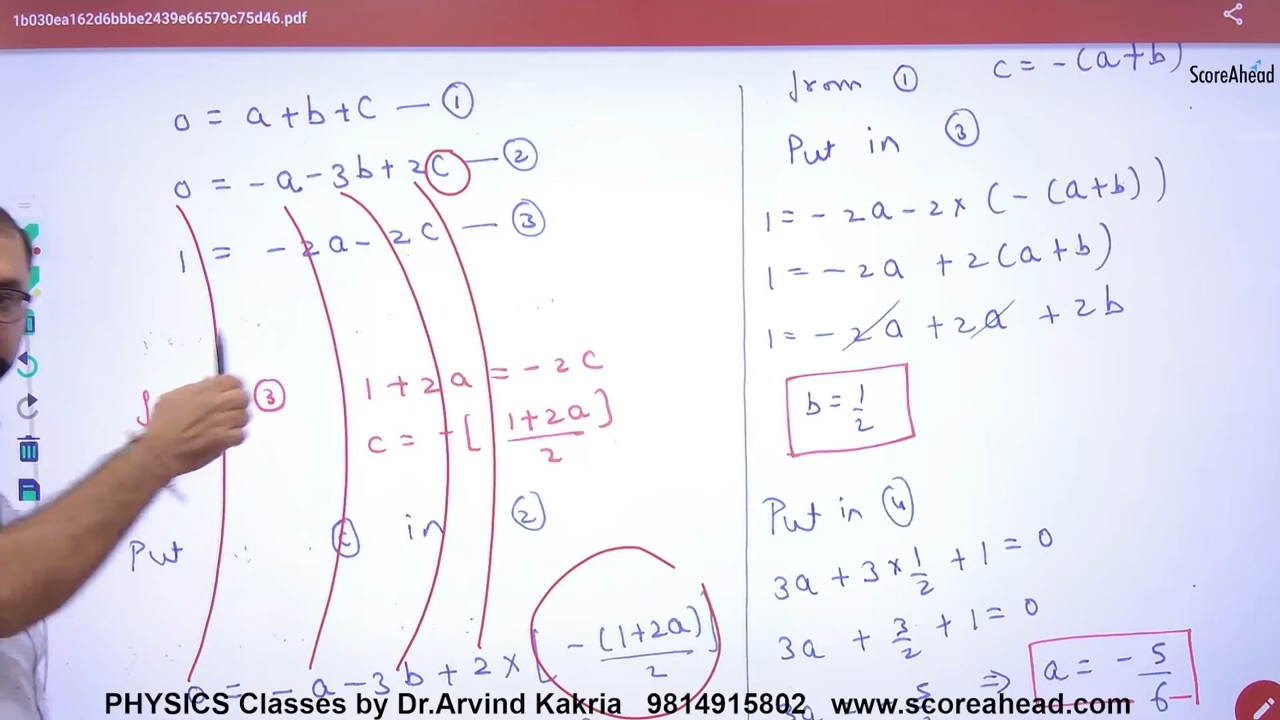 1b030ea162d6bbbe2439e66579c75d46.pdf
ScoreAhead
0 = a + b + c — ①
0 = - a - 3b + 2c — ②
1 = - 2a - 2c — ③
③
1 + 2a = - 2c
c = - [ (1+2a)/2 ]
Put ⓒ in ②
0 = - a - 3b + 2 × [ -(1+2a)/2 ]
from ① c = - (a+b)
Put in ③
1 = - 2a - 2 × (- (a+b))
1 = - 2a + 2(a+b)
1 = - 2a + 2a + 2b
b = 1/2
Put in ④
3a + 3 × 1/2 + 1 = 0
3a + 3/2 + 1 = 0
⇒ a = - 5/6
PHYSICS Classes by Dr.Arvind Kakria 9814915802 www.scoreahead.com